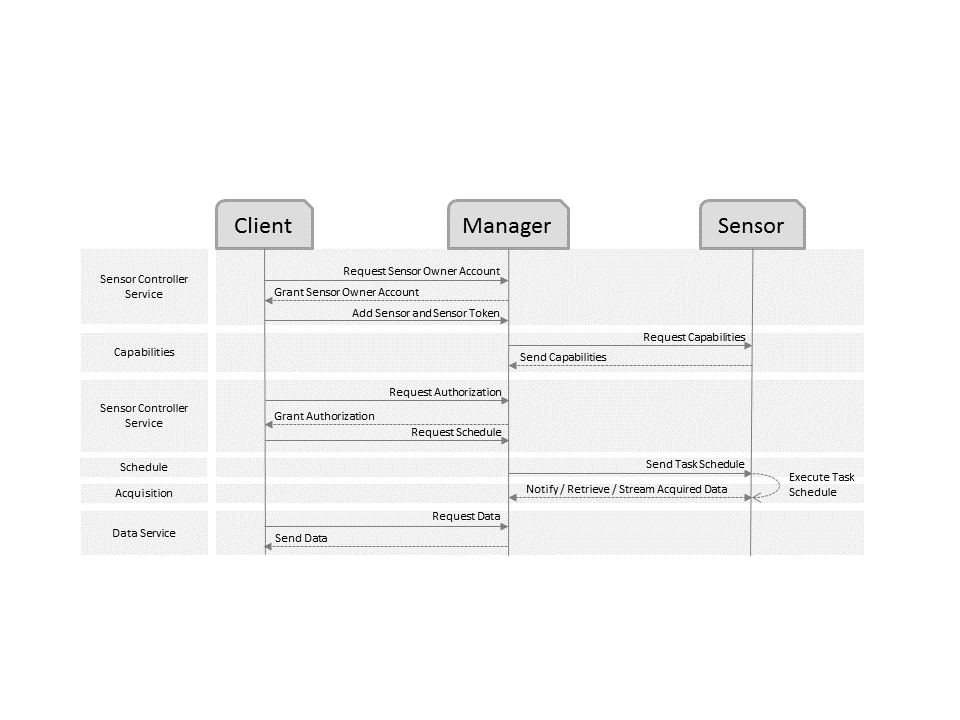 Client
Manager
Sensor
Sensor Controller
Service
Request Sensor Owner Account
Grant Sensor Owner Account
Add Sensor and Sensor Token
Capabilities
Request Capabilities
Send Capabilities
Sensor Controller
Service
Request Authorization
Grant Authorization
Request Schedule
Schedule
Send Task Schedule
Execute Task
Schedule
Acquisition
Notify / Retrieve / Stream Acquired Data
Data Service
Request Data
Send Data